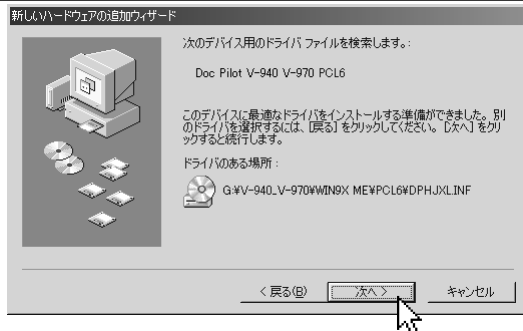 新しいハードウェアの追加ウィザード
次のデバイス用のドライバ ファイルを検索します。:
Doc Pilot V-940 V-970 PCL6
このデバイスに最適なドライバをインストールする準備ができました。別
のドライバを選択するには、[戻る] をクリックしてください。[次へ] をクリ
ックすると続行します。
ドライバのある場所 :
G:¥V-940_V-970¥WIN9X ME¥PCL6¥DPHJXL.INF
< 戻る(B) 次へ > キャンセル